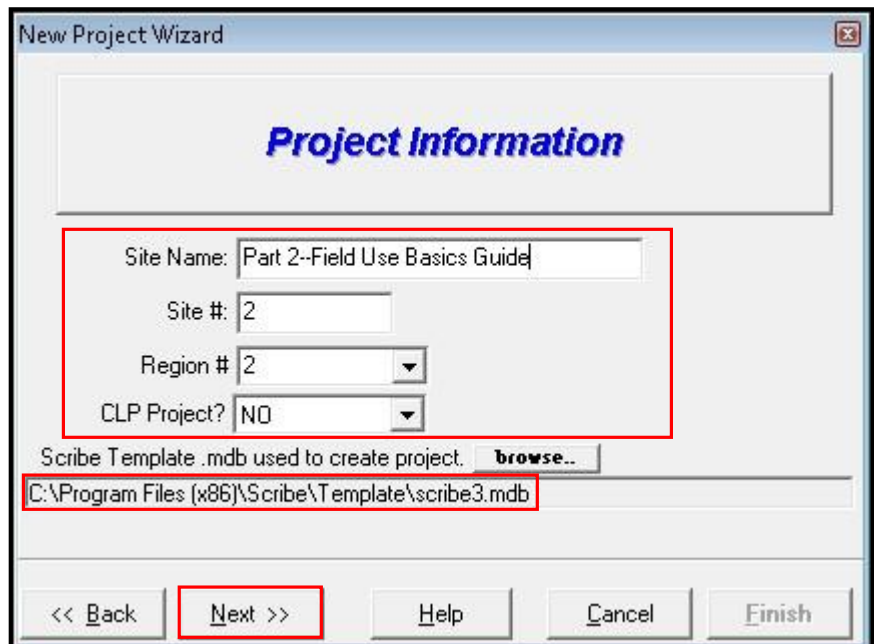 New Project Wizard
Project Information
Site Name: Part 2--Field Use Basics Guide
Site #: 2
Region # 2
CLP Project? NO
Scribe Template .mdb used to create project. browse..
C:\Program Files (x86)\Scribe\Template\scribe3.mdb
<< Back Next >> Help Cancel Finish